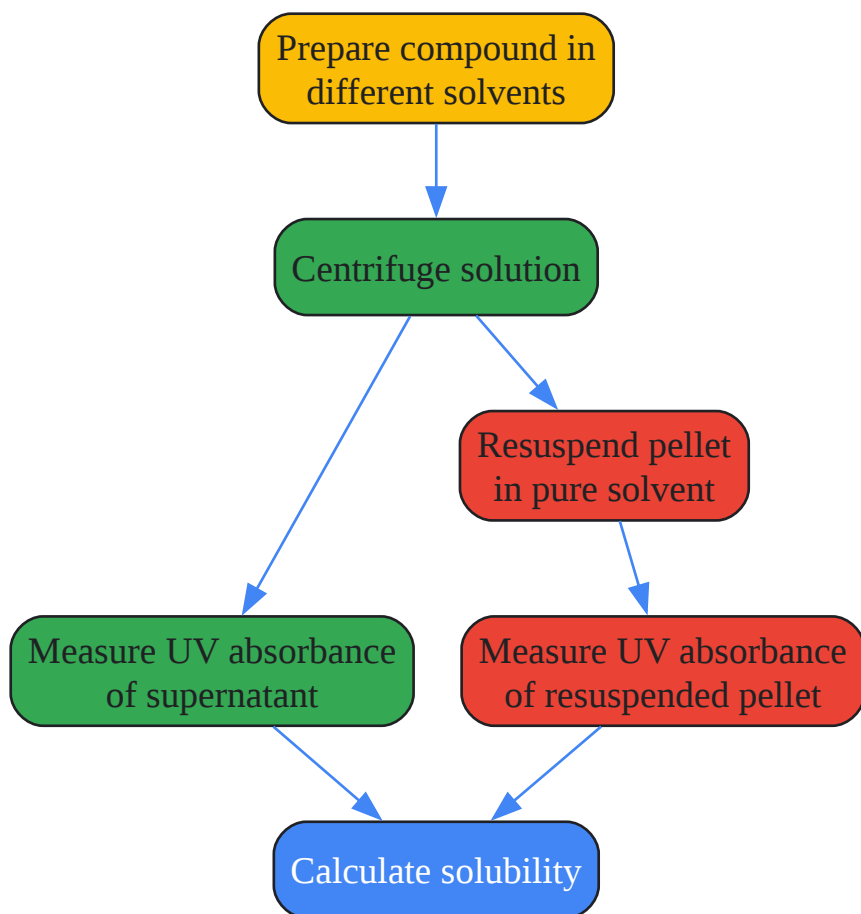 Prepare compound in
different solvents
Centrifuge solution
Resuspend pellet
in pure solvent
Measure UV absorbance
of supernatant
Measure UV absorbance
of resuspended pellet
Calculate solubility